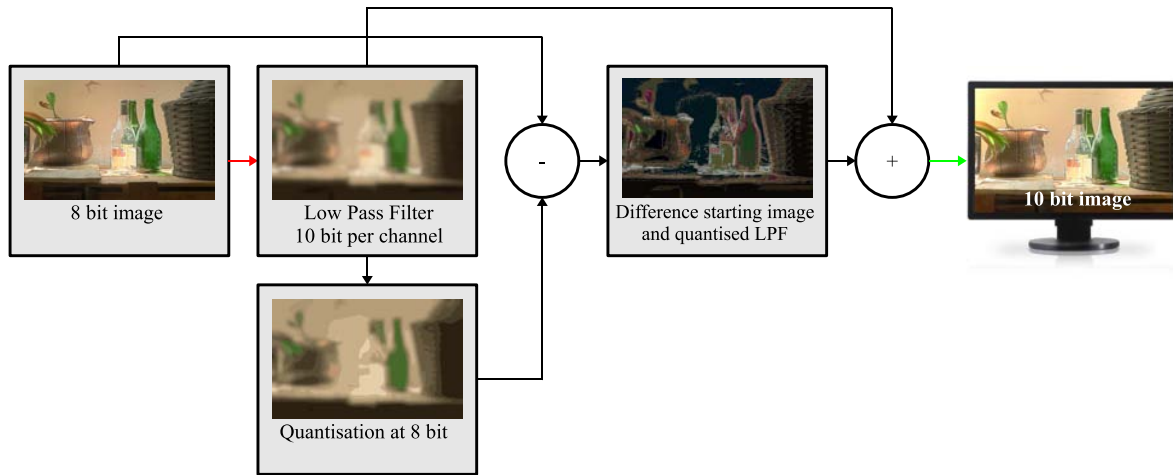 8 bit image
Low Pass Filter
10 bit per channel
-
Difference starting image
and quantised LPF
+
10 bit image
Quantisation at 8 bit